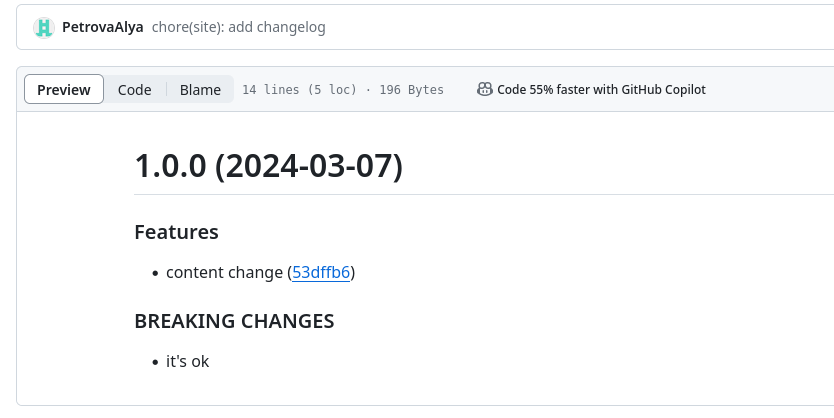 PetrovaAlya chore(site): add changelog
Preview Code Blame 14 lines (5 loc) · 196 Bytes Code 55% faster with GitHub Copilot
1.0.0 (2024-03-07)
Features
• content change (53dffb6)
BREAKING CHANGES
• it's ok